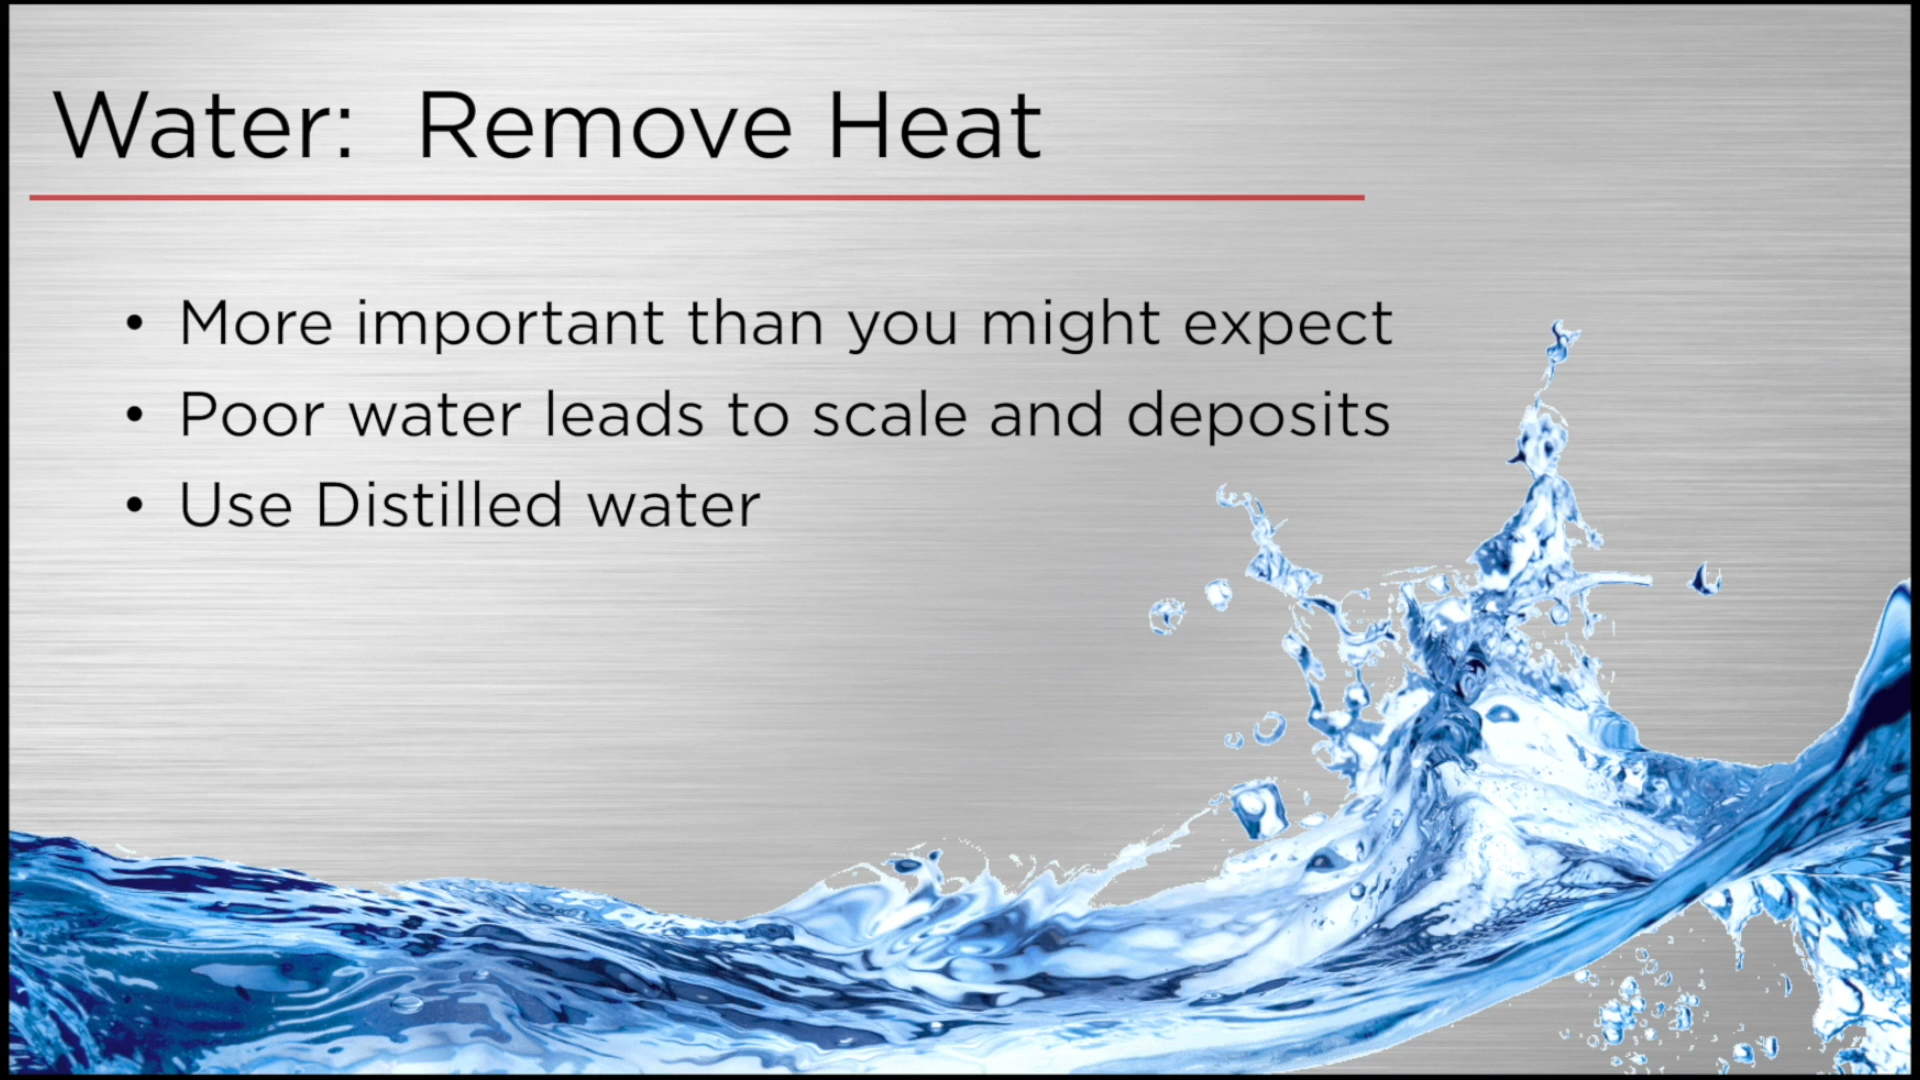 Water: Remove Heat
• More important than you might expect
• Poor water leads to scale and deposits
• Use Distilled water